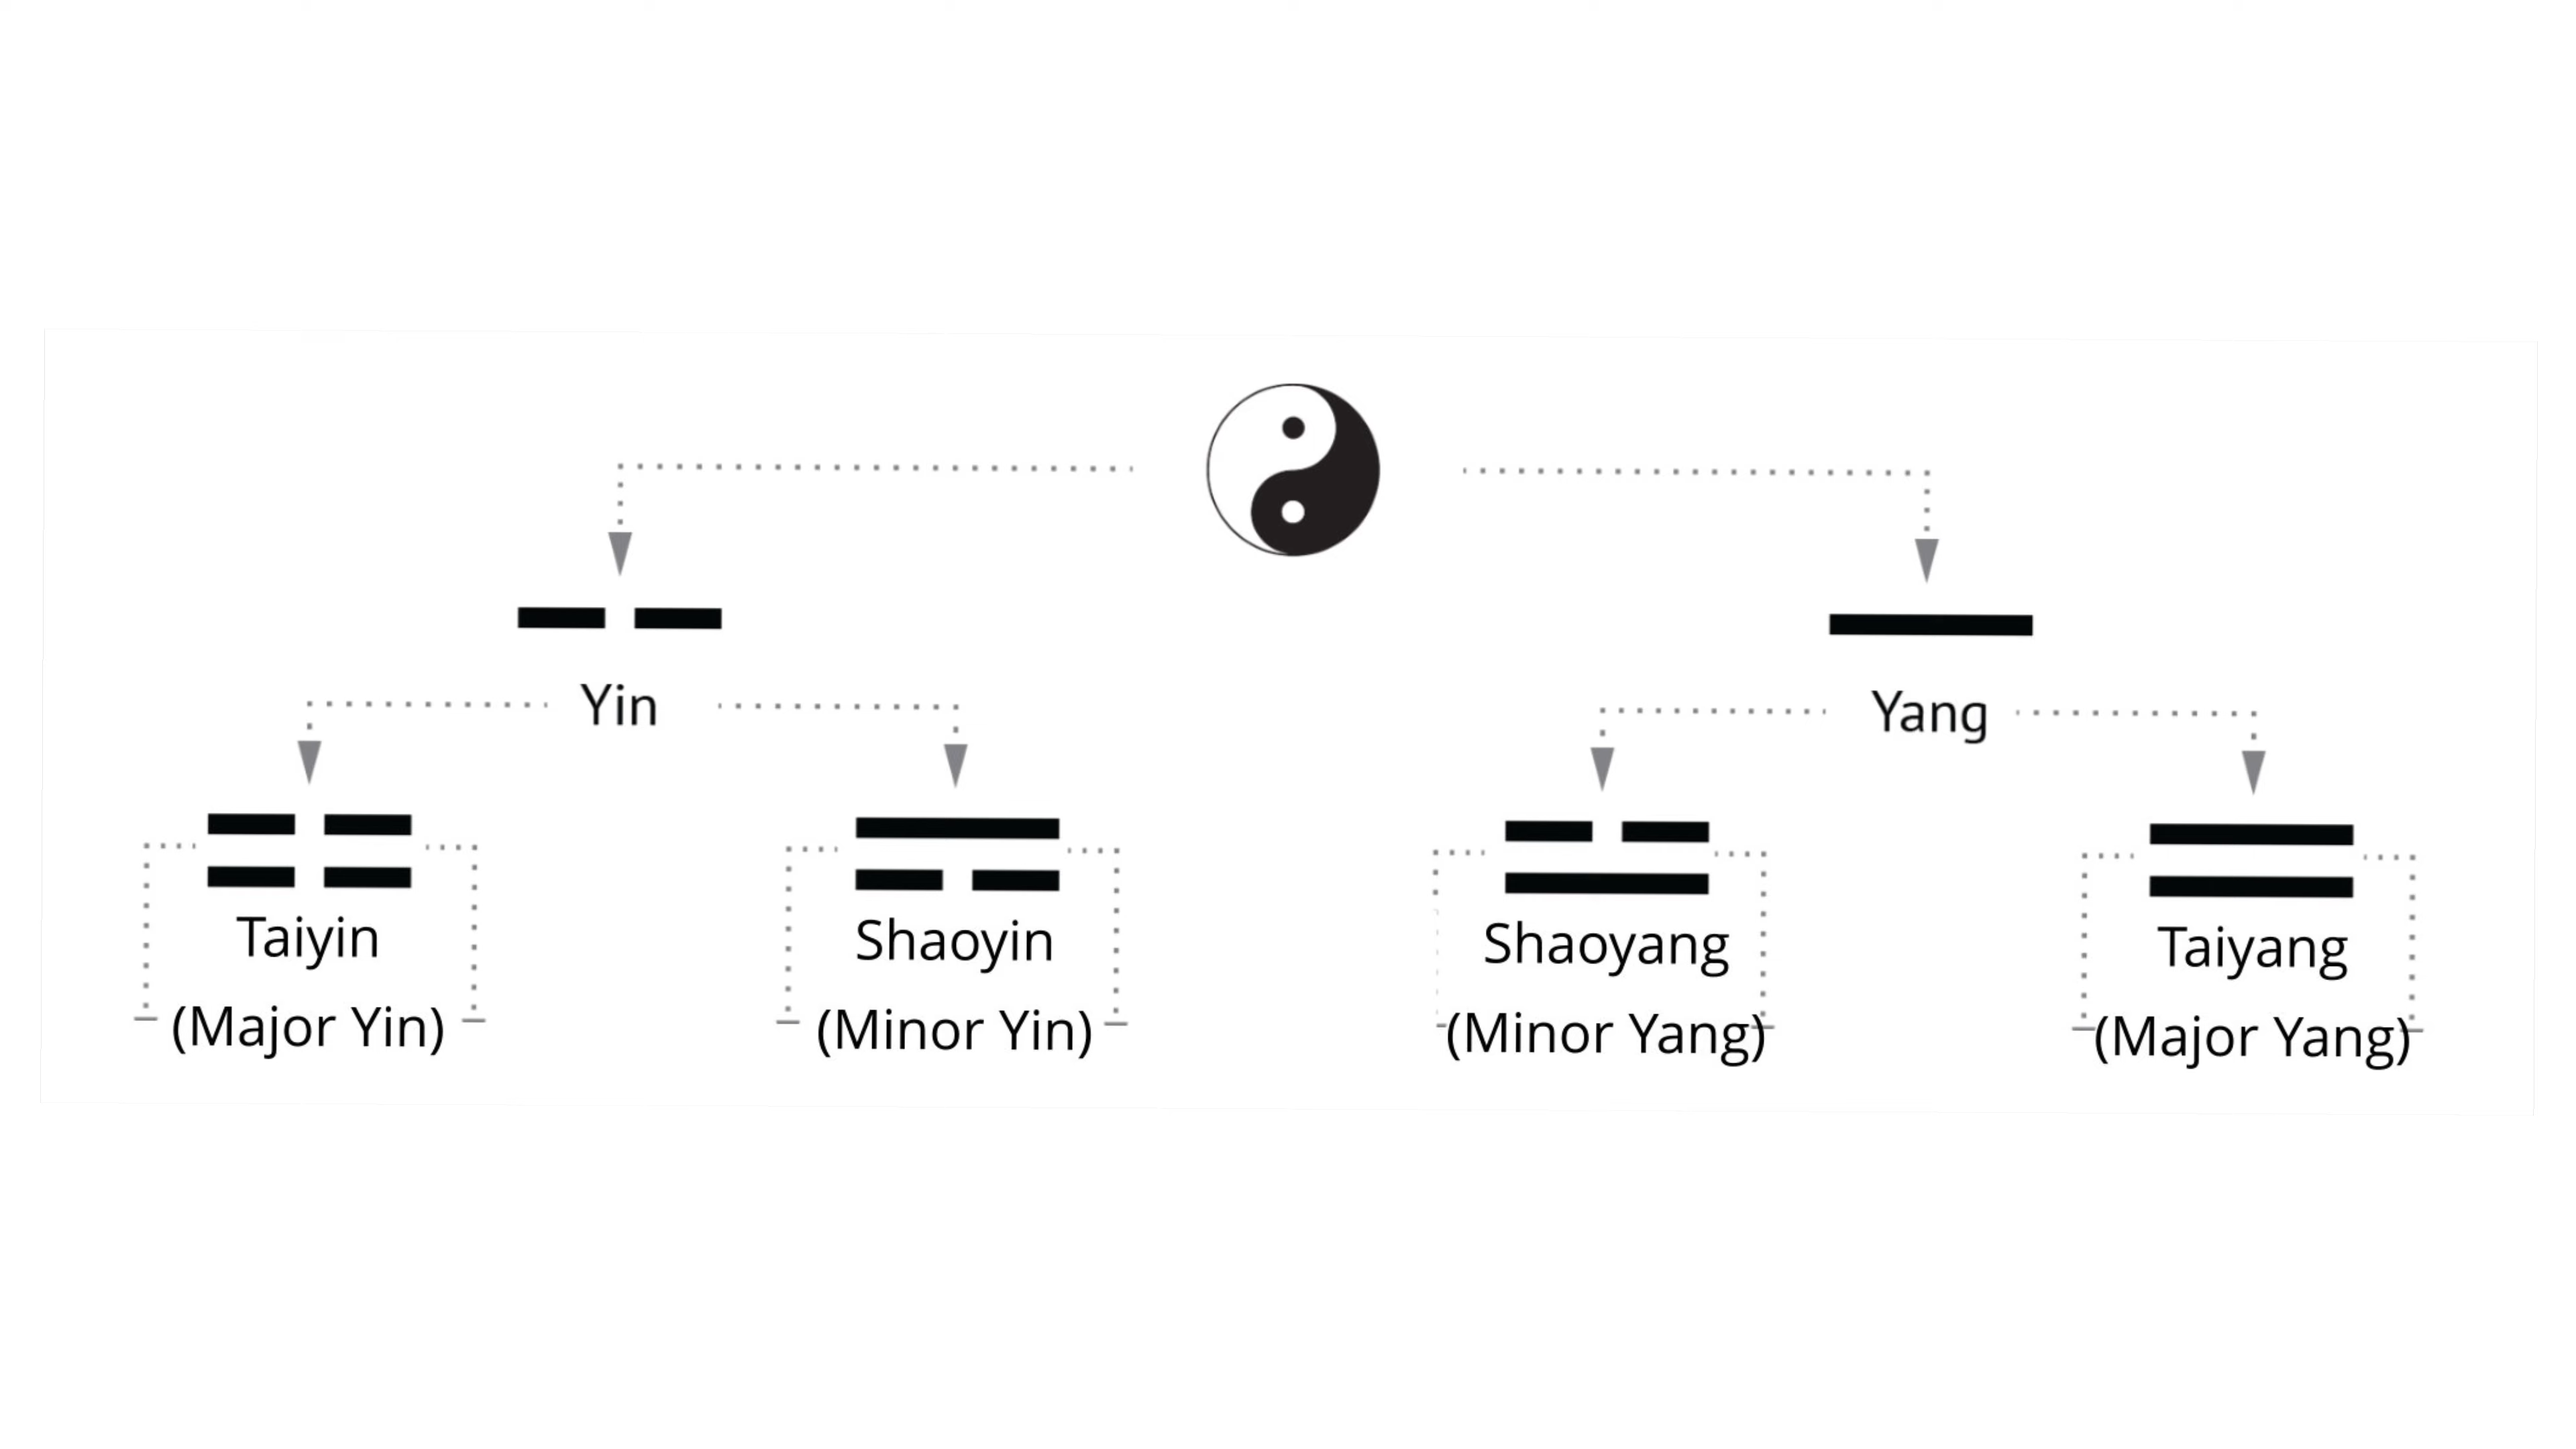 Yin
Yang
Taiyin
(Major Yin)
Shaoyin
(Minor Yin)
Shaoyang
(Minor Yang)
Taiyang
(Major Yang)